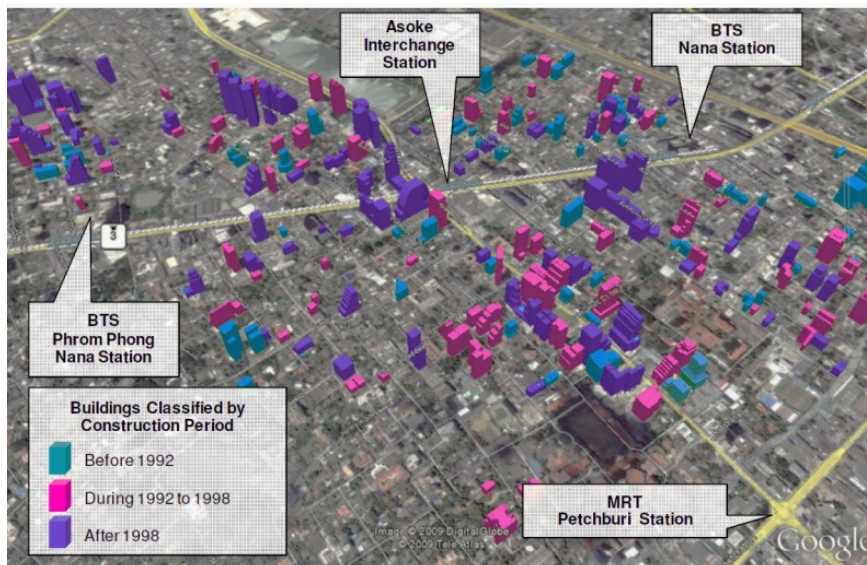 Asoke
Interchange
Station
BTS
Nana Station
BTS
Phrom Phong
Nana Station
Buildings Classified by
Construction Period
Before 1992
During 1992 to 1998
After 1998
MRT
Petchburi Station
Image © 2009 DigitalGlobe
© 2009 Tele Atlas
Google